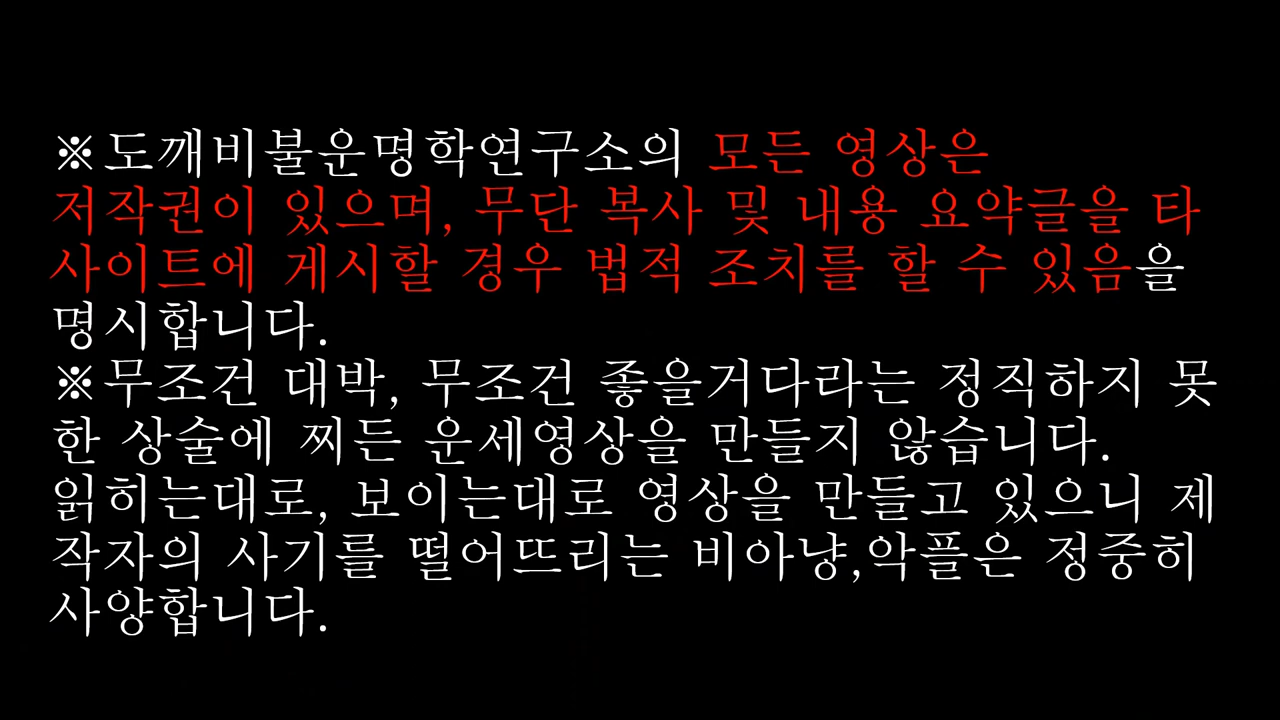 ※도깨비불운명학연구소의 모든 영상은
저작권이 있으며, 무단 복사 및 내용 요약글을 타
사이트에 게시할 경우 법적 조치를 할 수 있음을
명시합니다.
※무조건 대박, 무조건 좋을거다라는 정직하지 못
한 상술에 찌든 운세영상을 만들지 않습니다.
읽히는대로, 보이는대로 영상을 만들고 있으니 제
작자의 사기를 떨어뜨리는 비아냥,악플은 정중히
사양합니다.